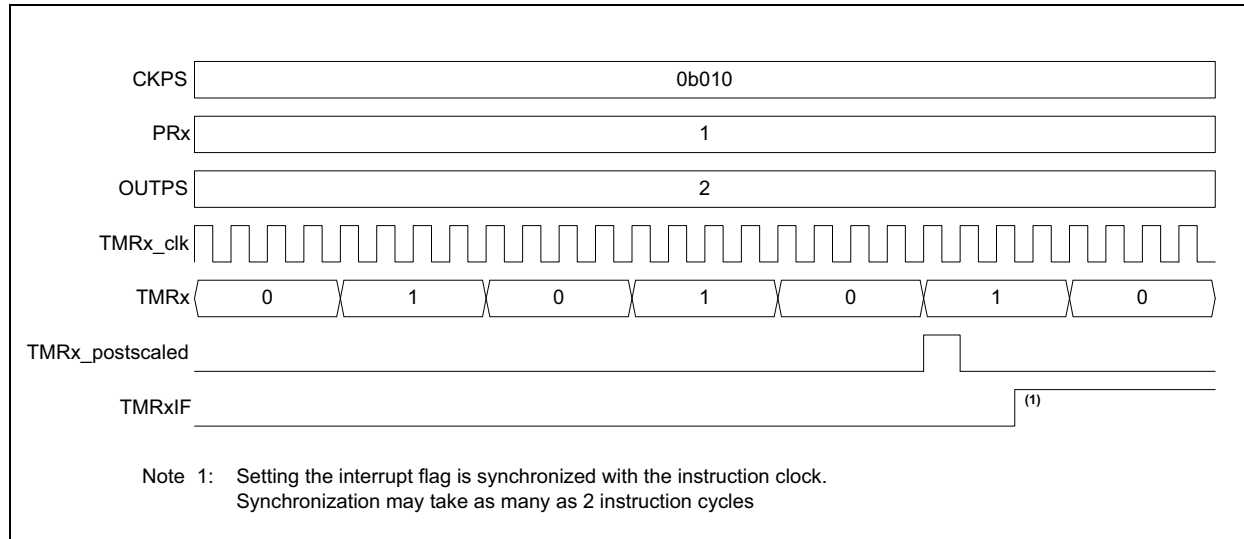 CKPS 0b010
PRx 1
OUTPS 2
TMRx_clk
TMRx 0 1 0 1 0 1 0
TMRx_postscaled
TMRxIF (1)
Note 1: Setting the interrupt flag is synchronized with the instruction clock.
Synchronization may take as many as 2 instruction cycles